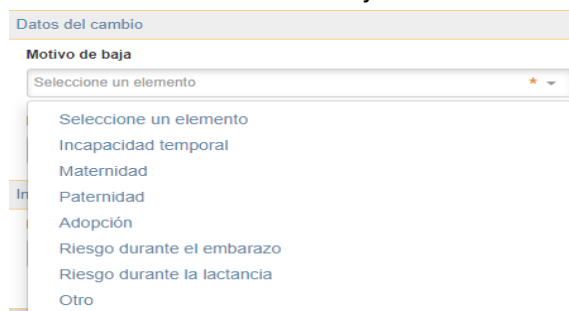 Datos del cambio
Motivo de baja
Seleccione un elemento * 
Seleccione un elemento
Incapacidad temporal
Maternidad
In
Paternidad
Adopción
Riesgo durante el embarazo
Riesgo durante la lactancia
Otro